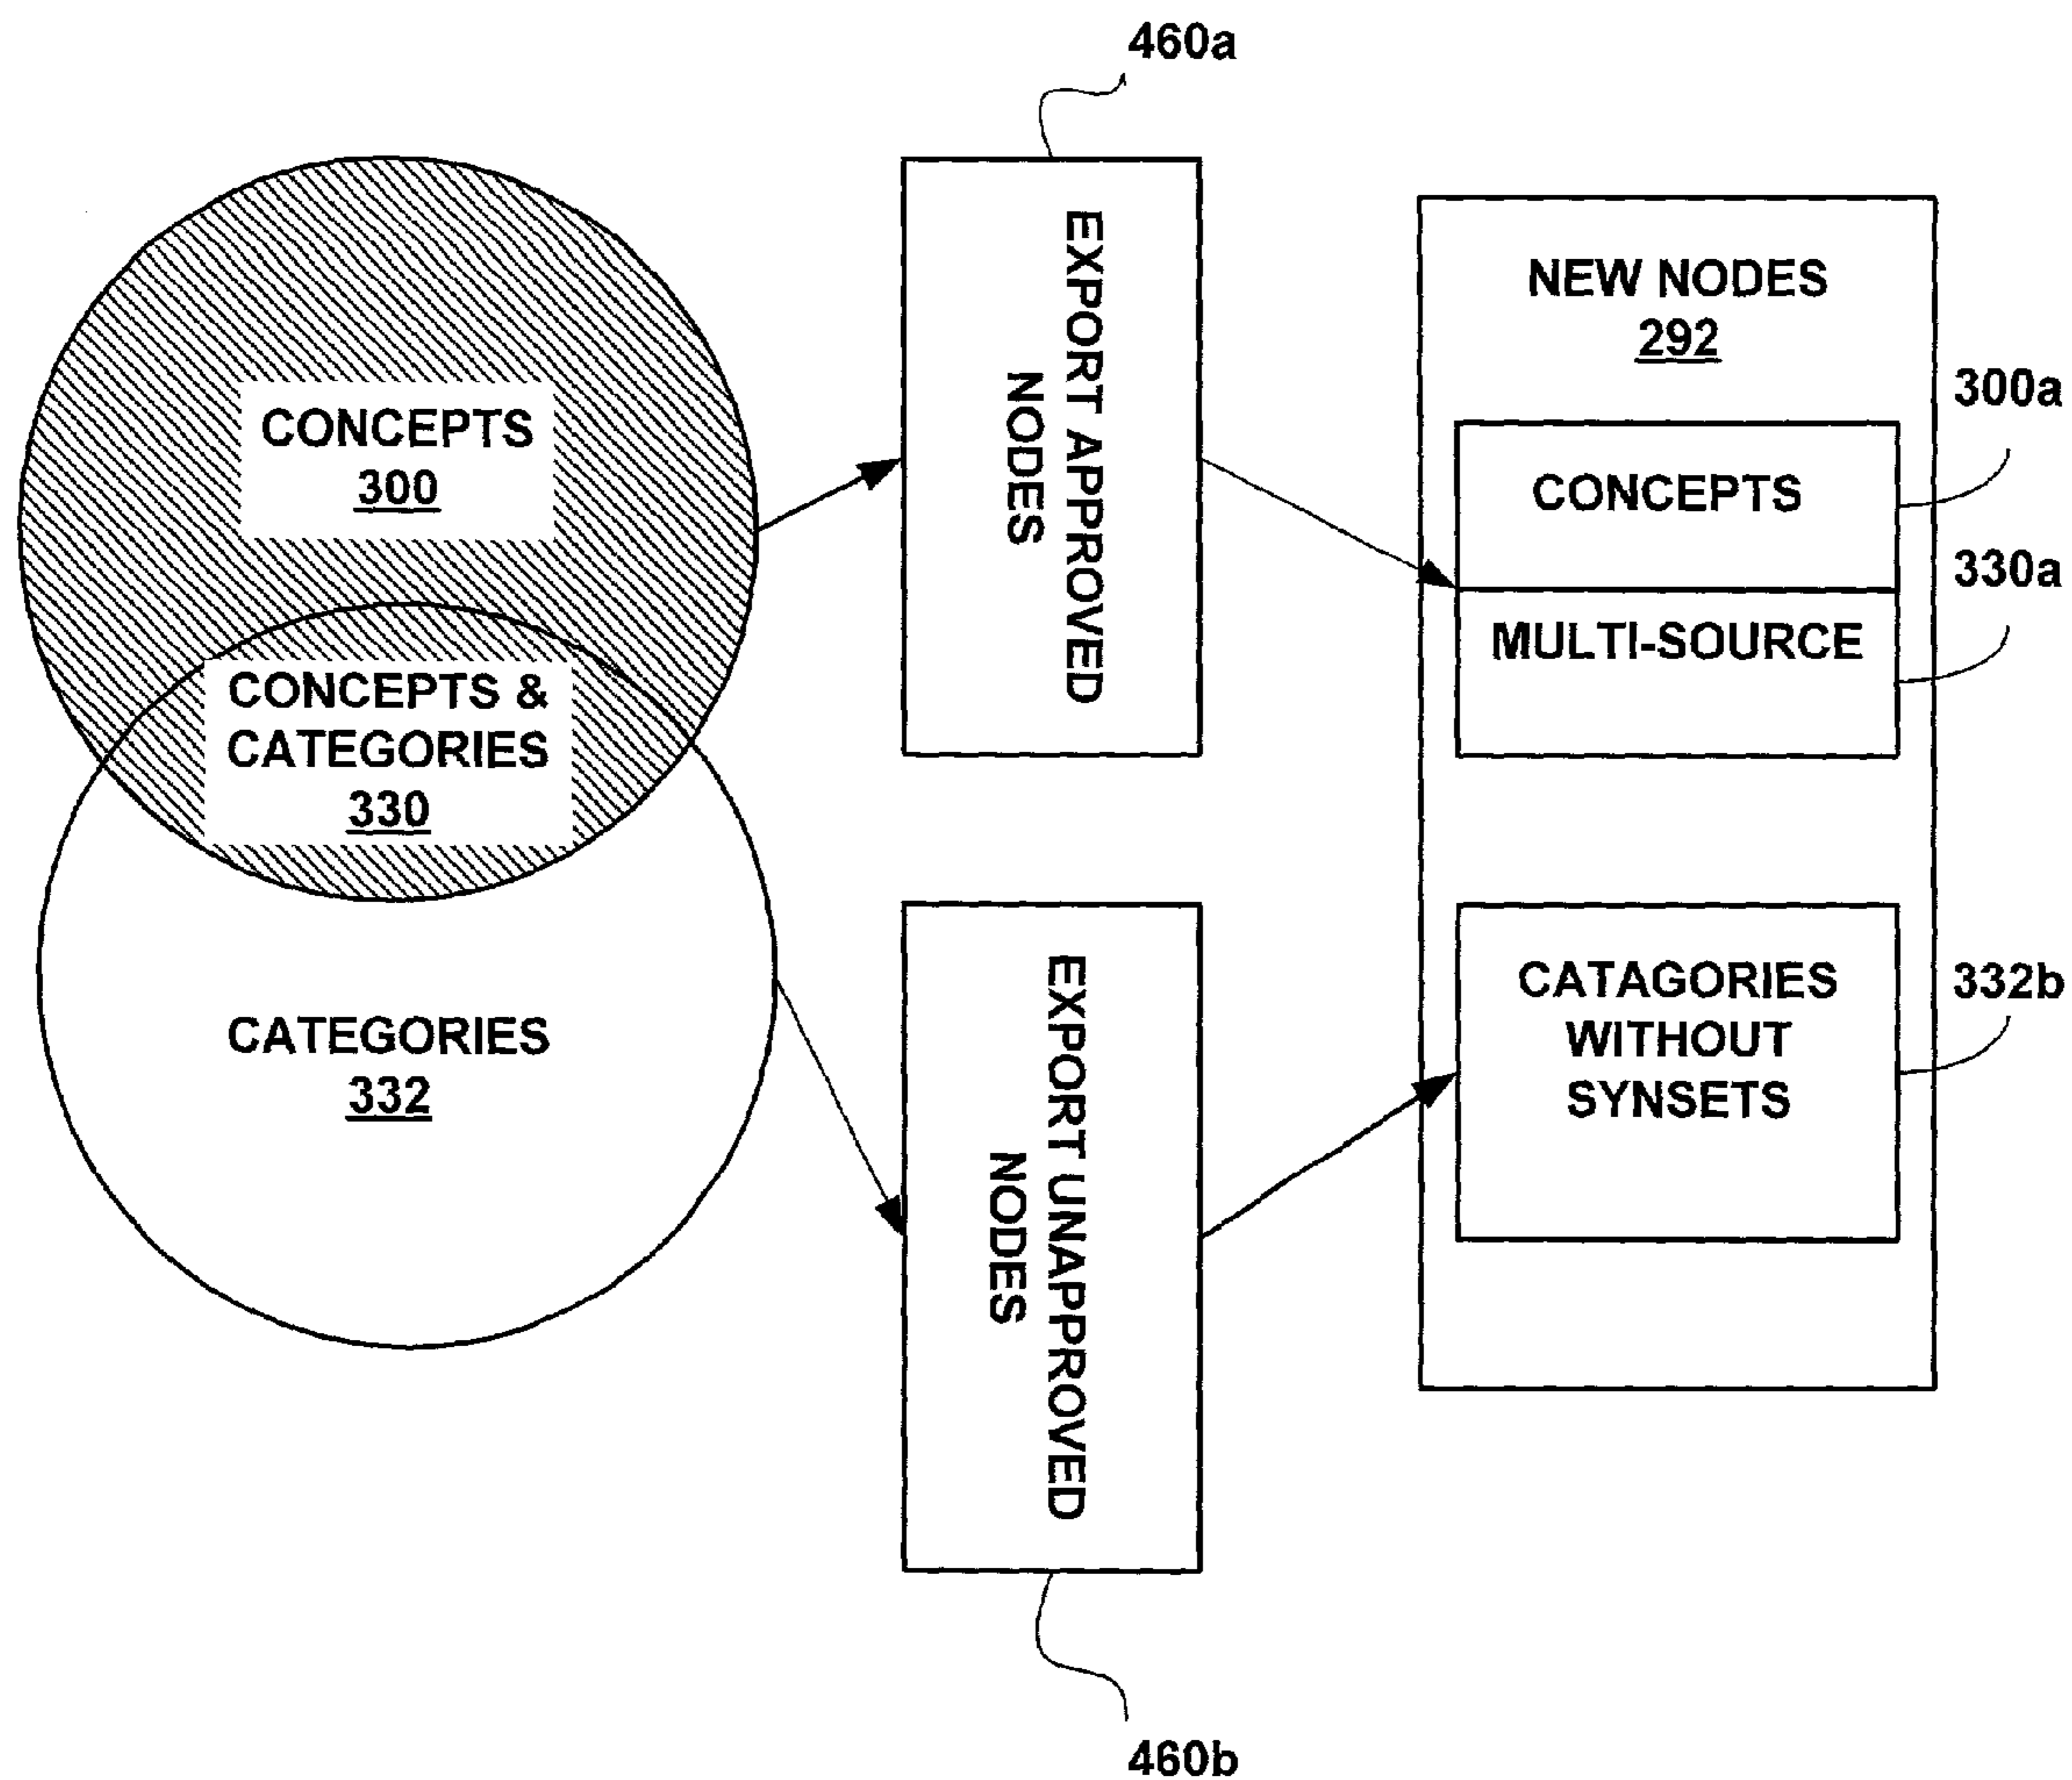 460a
CONCEPTS
300
CONCEPTS &
CATEGORIES
330
CATEGORIES
332
EXPORT APPROVED
NODES
EXPORT UNAPPROVED
NODES
460b
NEW NODES
292
CONCEPTS
300a
MULTI-SOURCE
330a
CATAGORIES
WITHOUT
SYNSETS
332b